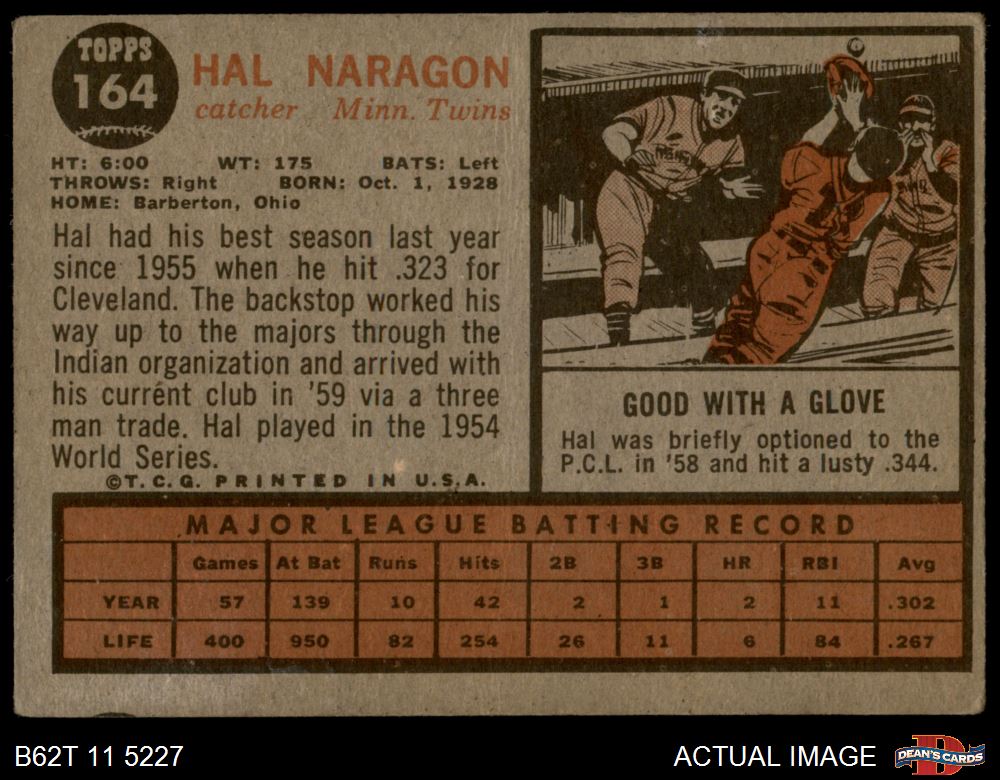 TOPPS
164
HAL NARAGON
catcher Minn. Twins
HT: 6:00 WT: 175 BATS: Left
THROWS: Right BORN: Oct. 1, 1928
HOME: Barberton, Ohio
Hal had his best season last year
since 1955 when he hit .323 for
Cleveland. The backstop worked his
way up to the majors through the
Indian organization and arrived with
his current club in '59 via a three
man trade. Hal played in the 1954
World Series.
©T.C.G. PRINTED IN U.S.A.
GOOD WITH A GLOVE
Hal was briefly optioned to the
P.C.L. in '58 and hit a lusty .344.
MAJOR LEAGUE BATTING RECORD
Games At Bat Runs Hits 2B 3B HR RBI Avg
YEAR 57 139 10 42 2 1 2 11 .302
LIFE 400 950 82 254 26 11 6 84 .267
B62T 11 5227
ACTUAL IMAGE
DEAN'S CARDS